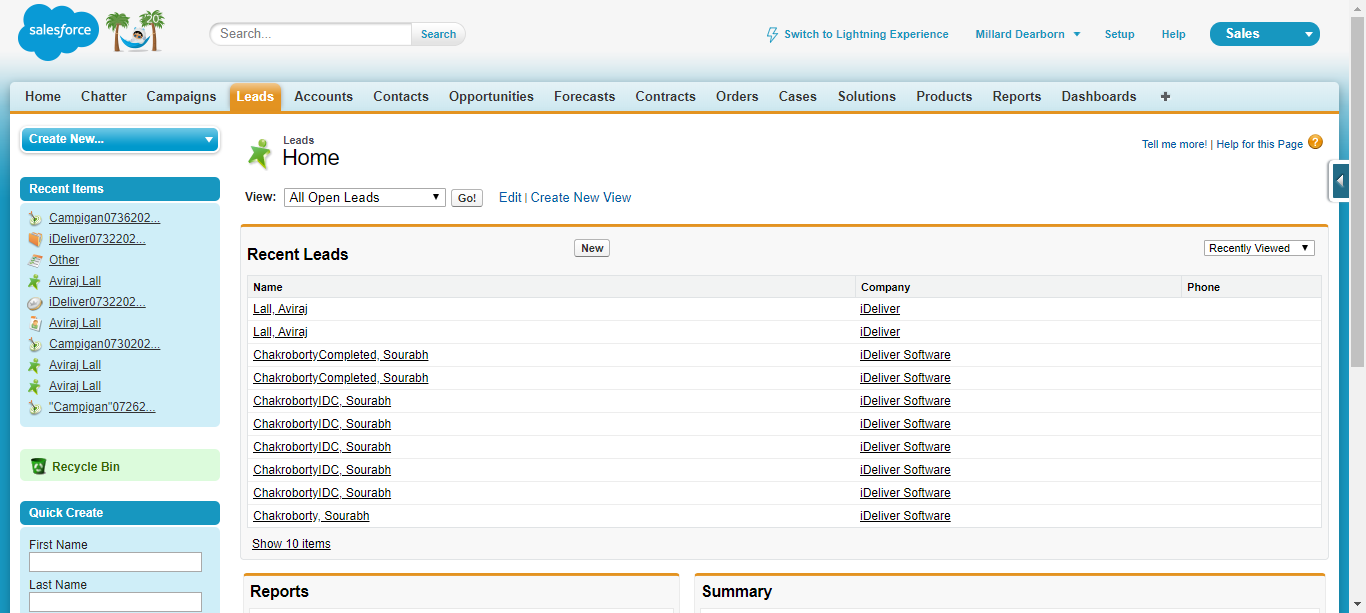 salesforce
20
Search...
Search
Switch to Lightning Experience
Millard Dearborn
Setup
Help
Sales
Home Chatter Campaigns Leads Accounts Contacts Opportunities Forecasts Contracts Orders Cases Solutions Products Reports Dashboards +
Create New...
Recent Items
Campigan0736202...
iDeliver0732202...
Other
Aviraj Lall
iDeliver0732202...
Aviraj Lall
Campigan0730202...
Aviraj Lall
Aviraj Lall
"Campigan"07262...
Recycle Bin
Quick Create
First Name
Last Name
Leads
Home
Tell me more! | Help for this Page ?
View: All Open Leads Go! Edit | Create New View
Recent Leads New Recently Viewed
Name Company Phone
Lall, Aviraj iDeliver
Lall, Aviraj iDeliver
ChakrobortyCompleted, Sourabh iDeliver Software
ChakrobortyCompleted, Sourabh iDeliver Software
ChakrobortyIDC, Sourabh iDeliver Software
ChakrobortyIDC, Sourabh iDeliver Software
ChakrobortyIDC, Sourabh iDeliver Software
ChakrobortyIDC, Sourabh iDeliver Software
ChakrobortyIDC, Sourabh iDeliver Software
Chakroborty, Sourabh iDeliver Software
Show 10 items
Reports
Summary